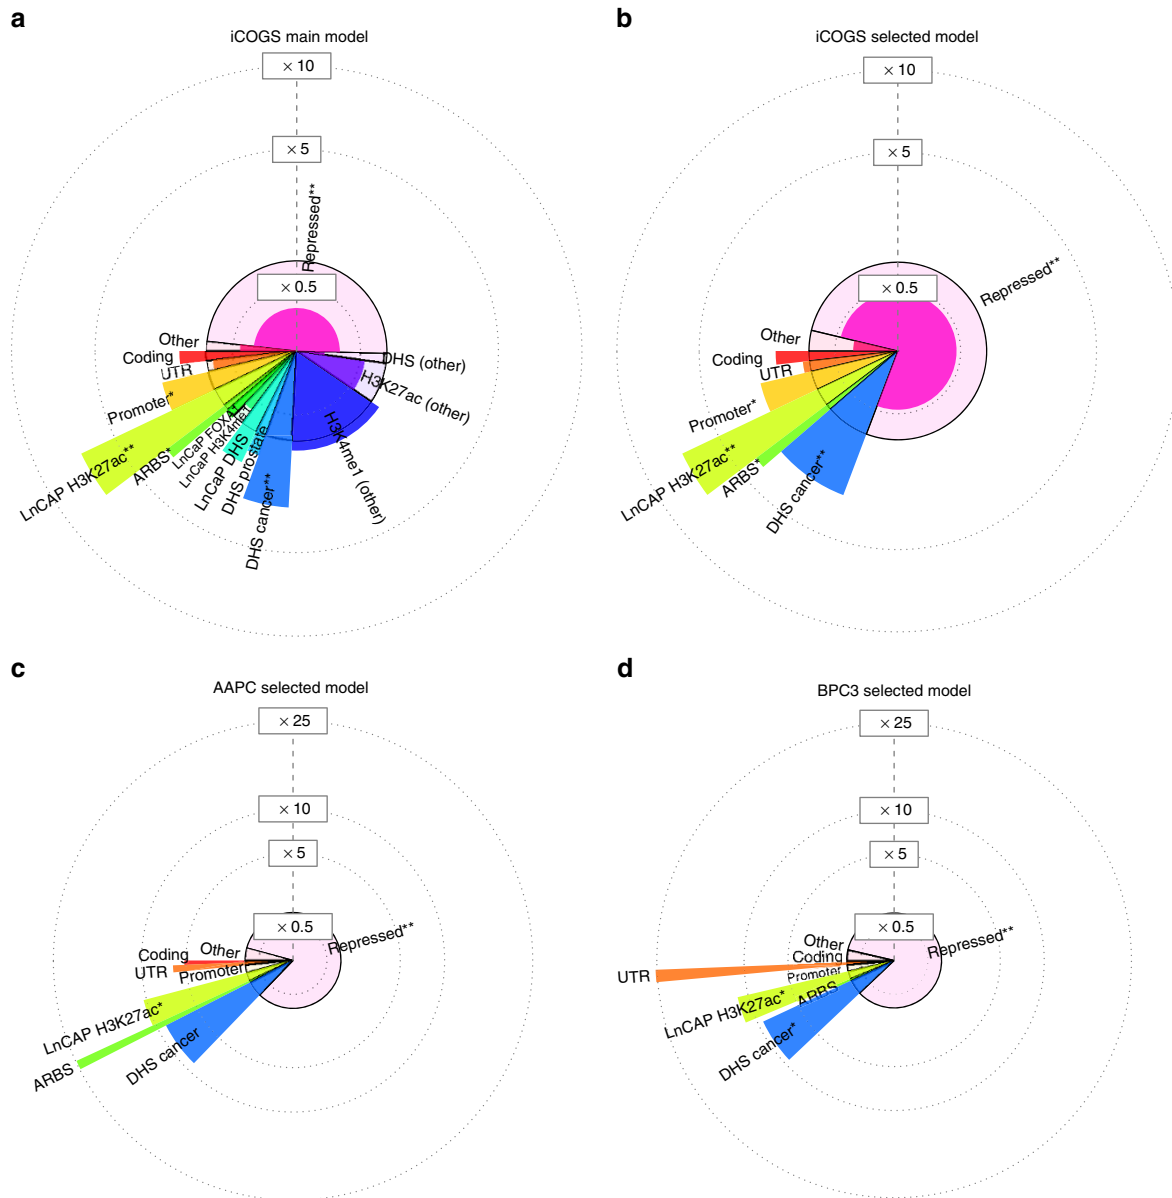 a
iCOGS main model
× 10
× 5
Repressed**
× 0.5
Other
Coding
UTR
Promoter*
LnCAP H3K27ac**
ARBS*
LnCaP FOXA1
LnCaP H3K4me1
LnCaP DHS
DHS prostate
DHS cancer**
H3K4me1 (other)
H3K27ac (other)
DHS (other)
b
iCOGS selected model
× 10
× 5
× 0.5
Repressed**
Other
Coding
UTR
Promoter*
LnCAP H3K27ac**
ARBS*
DHS cancer**
c
AAPC selected model
× 25
× 10
× 5
× 0.5
Repressed**
Other
Coding
UTR
Promoter
LnCAP H3K27ac*
ARBS
DHS cancer
d
BPC3 selected model
× 25
× 10
× 5
× 0.5
Repressed**
Other
Coding
UTR
Promoter
ARBS
LnCAP H3K27ac*
DHS cancer*